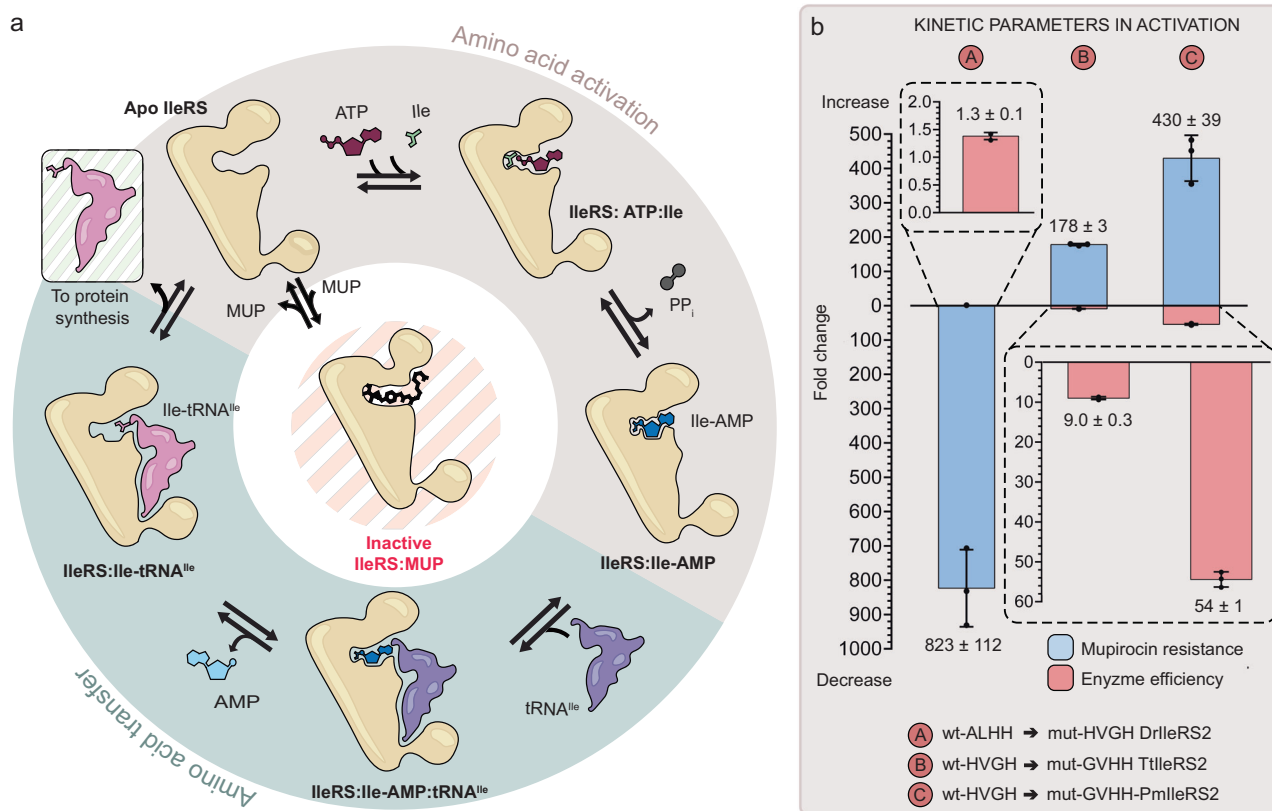 a
Amino acid activation
Apo IleRS
ATP
Ile
IleRS: ATP:Ile
PPi
MUP
MUP
To protein
synthesis
Ile-tRNAIle
Ile-AMP
Inactive
IleRS:MUP
IleRS:Ile-tRNAIle
IleRS:Ile-AMP
AMP
tRNAIle
IleRS:Ile-AMP:tRNAIle
Amino acid transfer
b
KINETIC PARAMETERS IN ACTIVATION
A
B
C
Increase
500
400
300
200
100
0
100
200
300
400
500
600
700
800
900
1000
Decrease
Fold change
2.0
1.5
1.0
0.5
0.0
1.3 ± 0.1
178 ± 3
430 ± 39
823 ± 112
0
10
20
30
40
50
60
9.0 ± 0.3
54 ± 1
Mupirocin resistance
Enyzme efficiency
A wt-ALHH ➔ mut-HVGH DrIleRS2
B wt-HVGH ➔ mut-GVHH TtIleRS2
C wt-HVGH ➔ mut-GVHH-PmIleRS2